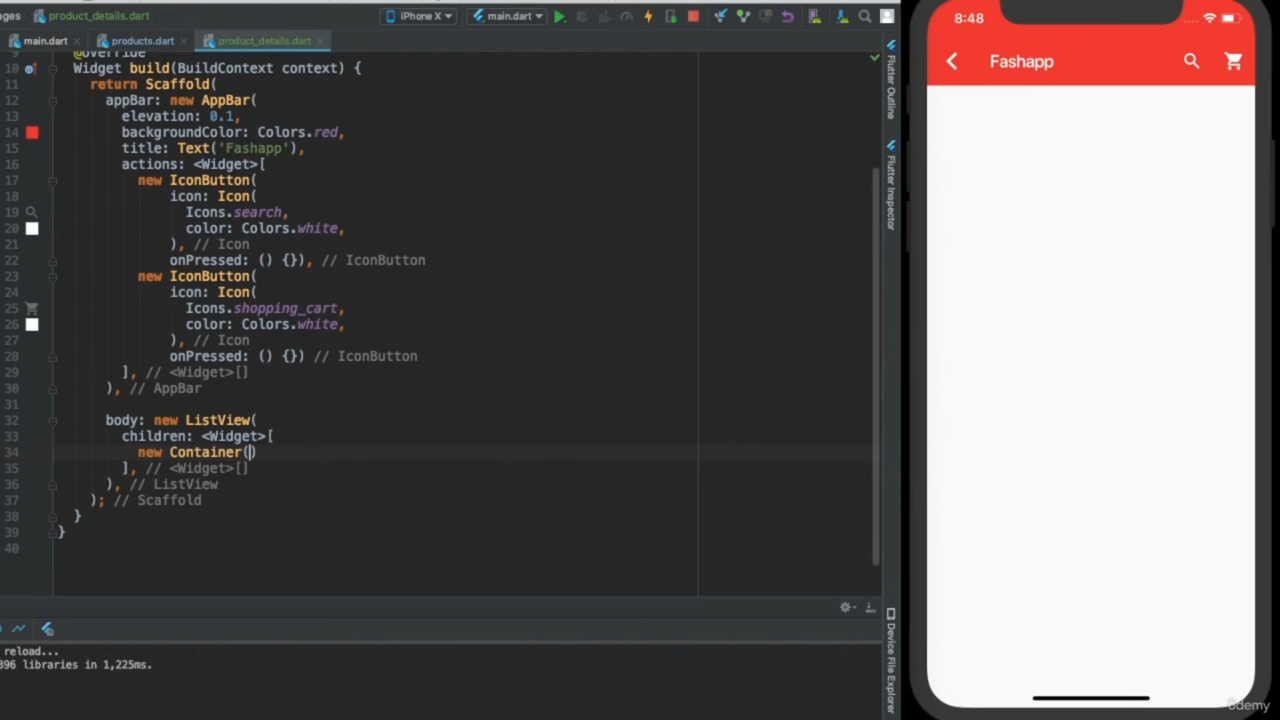 ages product_details.dart
iPhone X main.dart
main.dart products.dart product_details.dart
9 @override
10 Widget build(BuildContext context) {
11 return Scaffold(
12 appBar: new AppBar(
13 elevation: 0.1,
14 backgroundColor: Colors.red,
15 title: Text('Fashapp'),
16 actions: <Widget>[
17 new IconButton(
18 icon: Icon(
19 Icons.search,
20 color: Colors.white,
21 ), // Icon
22 onPressed: () {}), // IconButton
23 new IconButton(
24 icon: Icon(
25 Icons.shopping_cart,
26 color: Colors.white,
27 ), // Icon
28 onPressed: () {}) // IconButton
29 ], // <Widget>[]
30 ), // AppBar
31
32 body: new ListView(
33 children: <Widget>[
34 new Container()
35 ], // <Widget>[]
36 ), // ListView
37 ); // Scaffold
38 }
39 }
40
reload...
396 libraries in 1,225ms.
Flutter Outline
Flutter Inspector
Device File Explorer
8:48
Fashapp
ûdemy